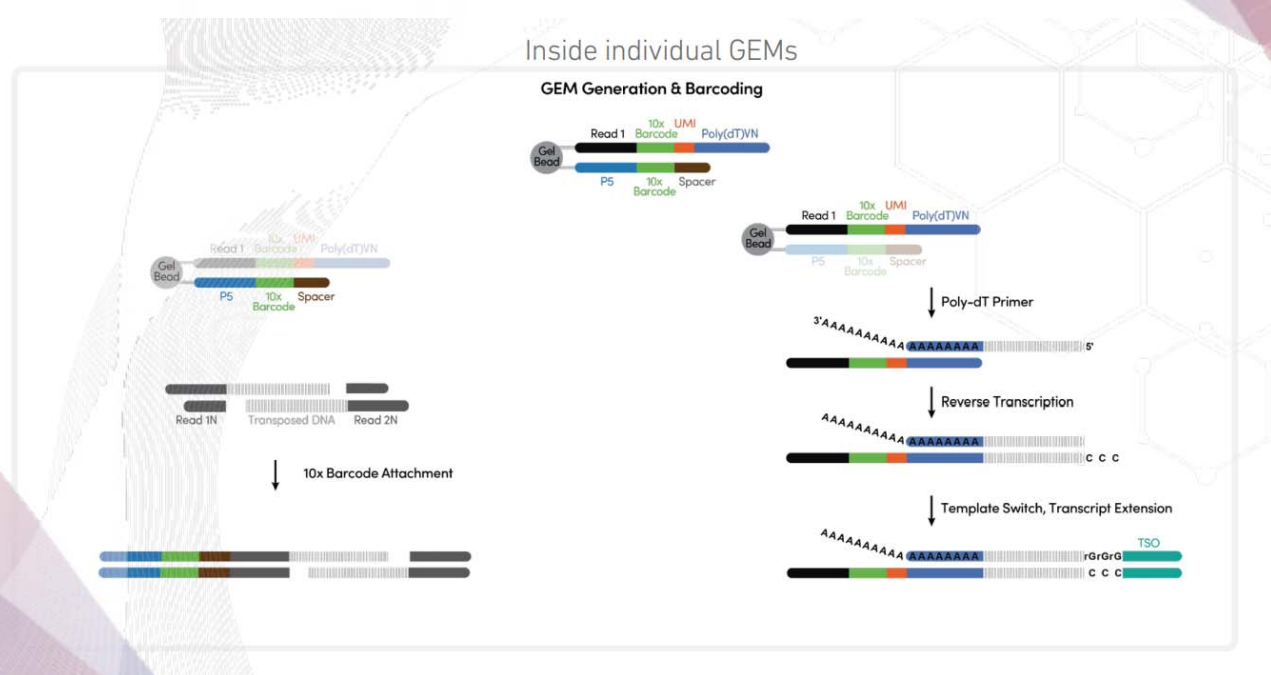 Inside individual GEMs
GEM Generation & Barcoding
Read 1 10x Barcode UMI Poly(dT)VN
Gel Bead
P5 10x Barcode Spacer
Read 1 10x Barcode UMI Poly(dT)VN
Gel Bead
P5 10x Barcode Spacer
Read 1 10x Barcode UMI Poly(dT)VN
Gel Bead
P5 10x Barcode Spacer
Read 1N Transposed DNA Read 2N
10x Barcode Attachment
Poly-dT Primer
3'AAAAAAAAAA AAAAAAAA 5'
Reverse Transcription
AAAAAAAAAA AAAAAAAA
C C C
Template Switch, Transcript Extension
TSO
AAAAAAAAAA AAAAAAAA rGrGrG
C C C